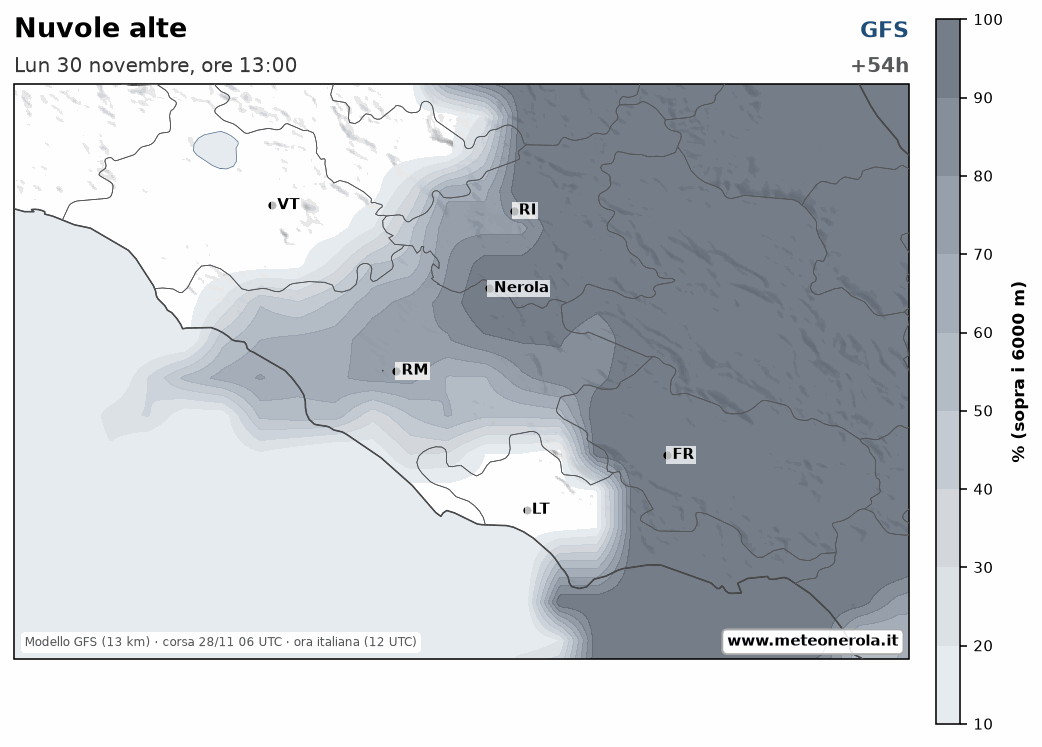 Nuvole alte
GFS
Lun 30 novembre, ore 13:00
+54h
VT
RI
Nerola
RM
FR
LT
Modello GFS (13 km) · corsa 28/11 06 UTC · ora italiana (12 UTC)
www.meteonerola.it
100
90
80
70
60
50
40
30
20
10
% (sopra i 6000 m)